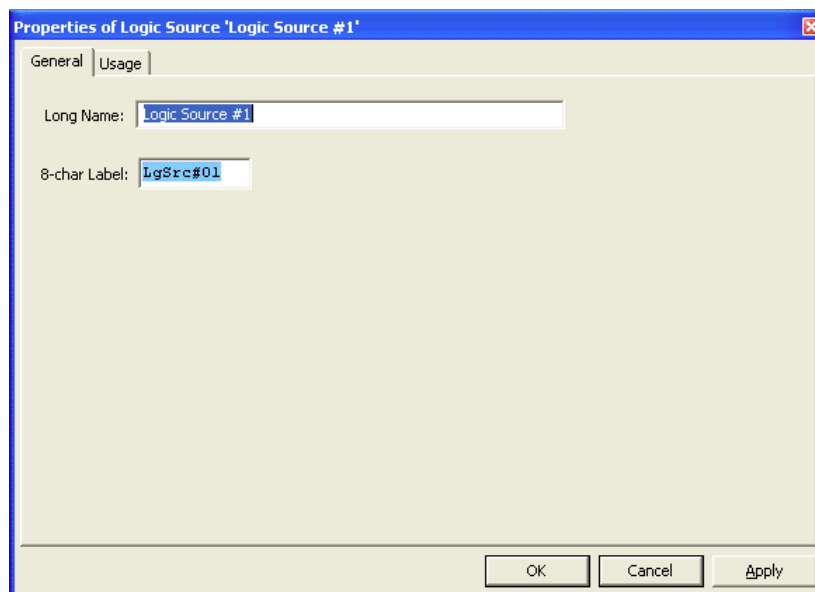 Properties of Logic Source 'Logic Source #1'
General Usage
Long Name: Logic Source #1
8-char Label: LgSrc#01
OK Cancel Apply